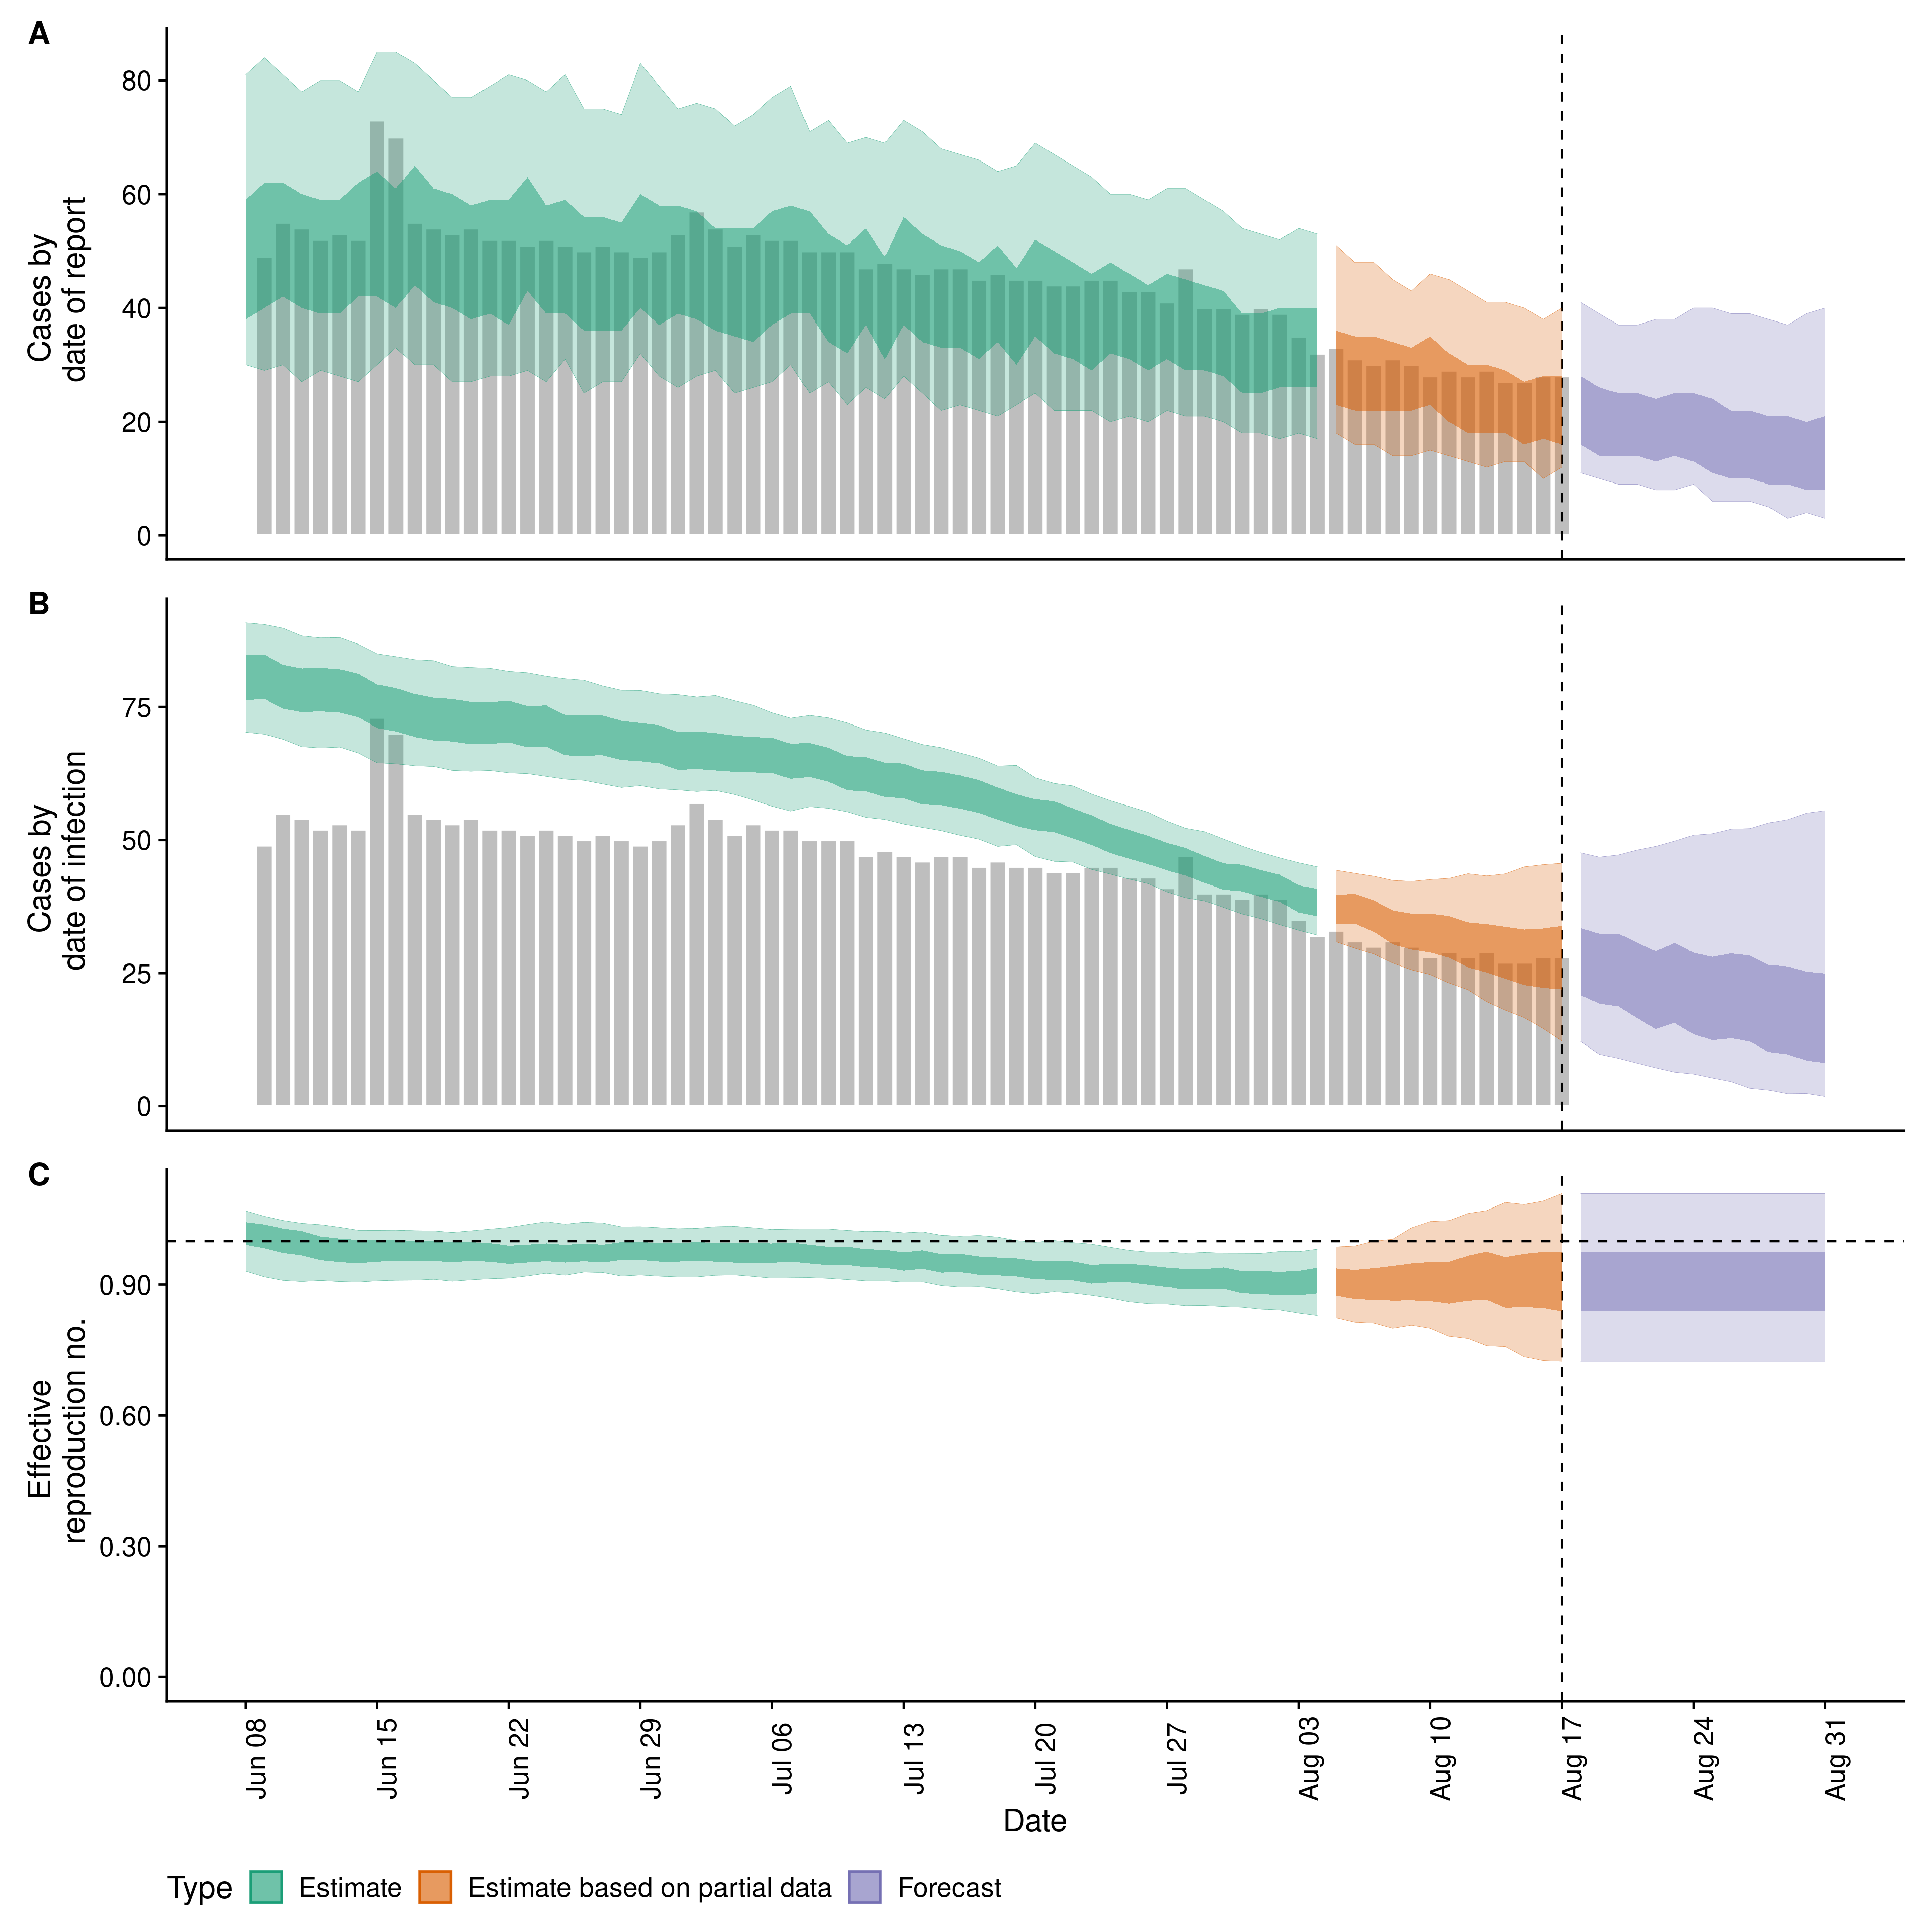 A
80
60
40
20
0
Cases by
date of report
B
75
50
25
0
Cases by
date of infection
C
0.90
0.60
0.30
0.00
Effective
reproduction no.
Jun 08
Jun 15
Jun 22
Jun 29
Jul 06
Jul 13
Jul 20
Jul 27
Aug 03
Aug 10
Aug 17
Aug 24
Aug 31
Date
Type Estimate Estimate based on partial data Forecast